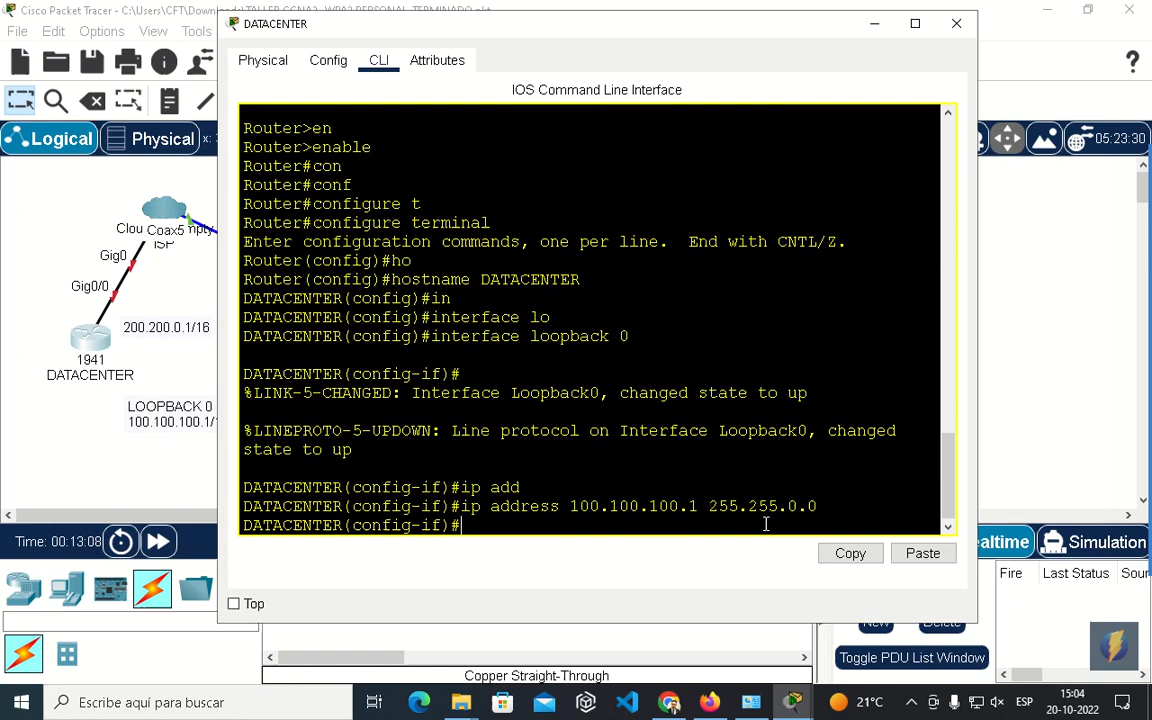 Cisco Packet Tracer - C:\Users\CFT\Down
DATACENTER
File Edit Options View Tools
Physical Config CLI Attributes
IOS Command Line Interface
Logical Physical x:
05:23:30
Router>en
Router>enable
Router#con
Router#conf
Router#configure t
Router#configure terminal
Enter configuration commands, one per line. End with CNTL/Z.
Router(config)#ho
Router(config)#hostname DATACENTER
DATACENTER(config)#in
DATACENTER(config)#interface lo
DATACENTER(config)#interface loopback 0
DATACENTER(config-if)#
%LINK-5-CHANGED: Interface Loopback0, changed state to up
%LINEPROTO-5-UPDOWN: Line protocol on Interface Loopback0, changed
state to up
DATACENTER(config-if)#ip add
DATACENTER(config-if)#ip address 100.100.100.1 255.255.0.0
DATACENTER(config-if)#
Clou Coax5 mpty
ISP
Gig0
Gig0/0
200.200.0.1/16
1941
DATACENTER
LOOPBACK 0
100.100.100.1/1
Copy Paste
Top
Time: 00:13:08
ealtime Simulation
Fire Last Status Sour
New Delete
Toggle PDU List Window
Copper Straight-Through
Escribe aquí para buscar
21°C
ESP
15:04
20-10-2022